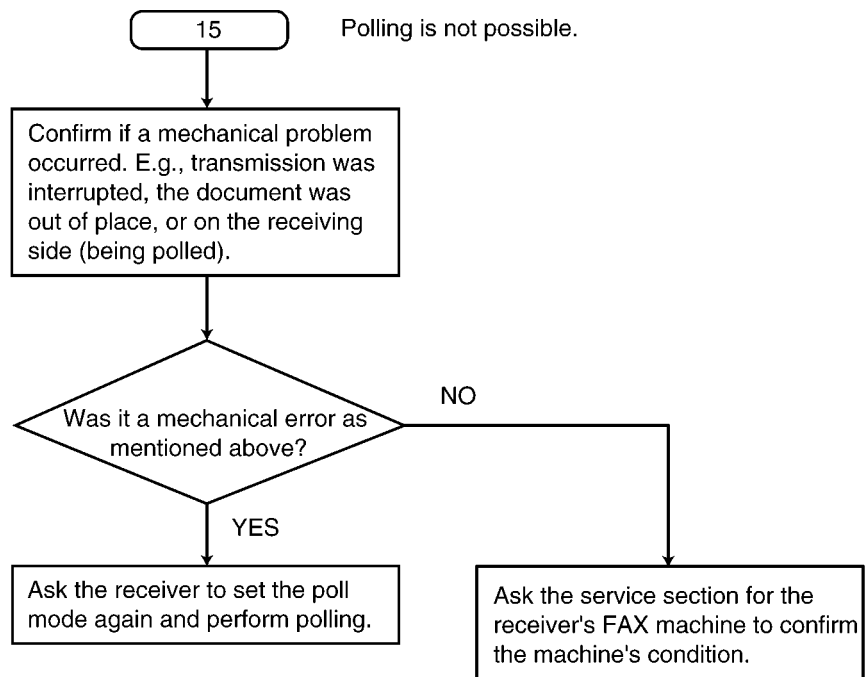 15
Polling is not possible.
Confirm if a mechanical problem
occurred. E.g., transmission was
interrupted, the document was
out of place, or on the receiving
side (being polled).
Was it a mechanical error as
mentioned above?
NO
YES
Ask the receiver to set the poll
mode again and perform polling.
Ask the service section for the
receiver's FAX machine to confirm
the machine's condition.